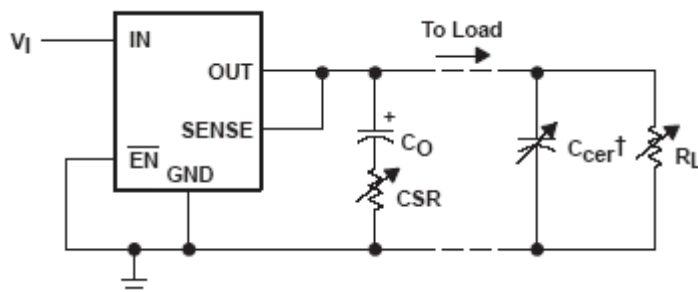 To Load
VI
IN
OUT
+
SENSE
CO
Ccer†
RL
EN
GND
CSR